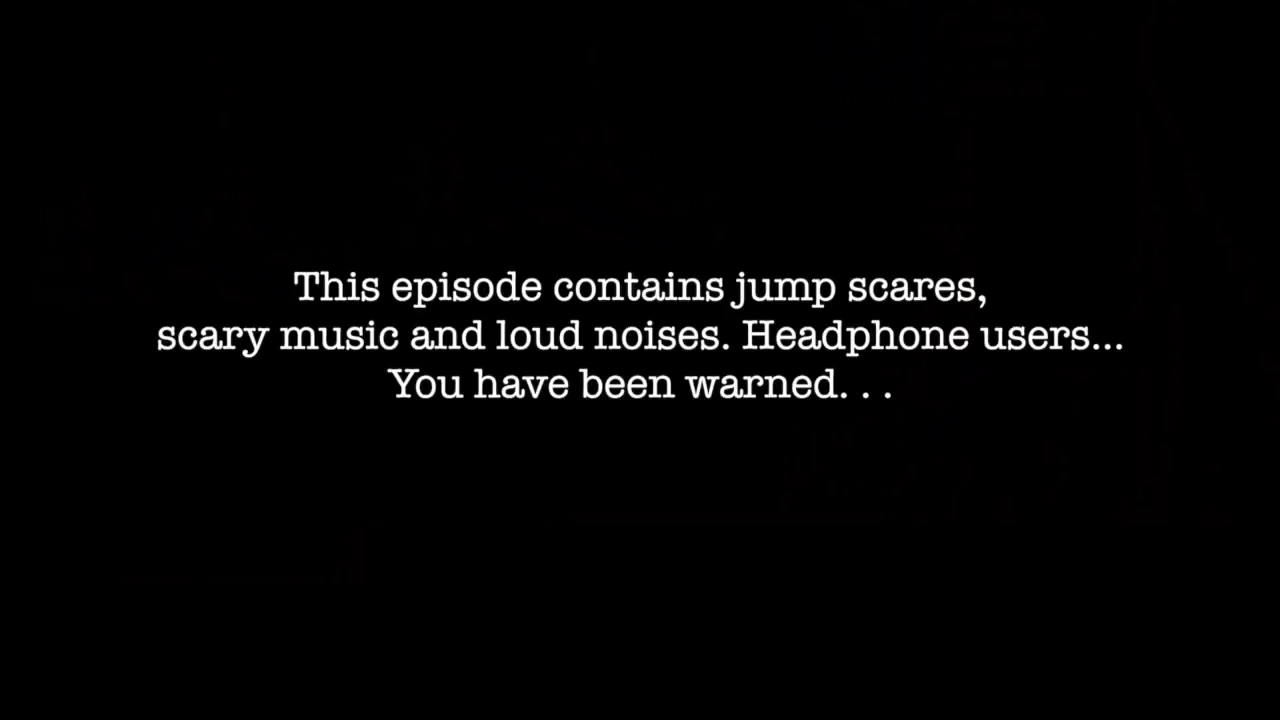 This episode contains jump scares,
scary music and loud noises. Headphone users...
You have been warned. . .